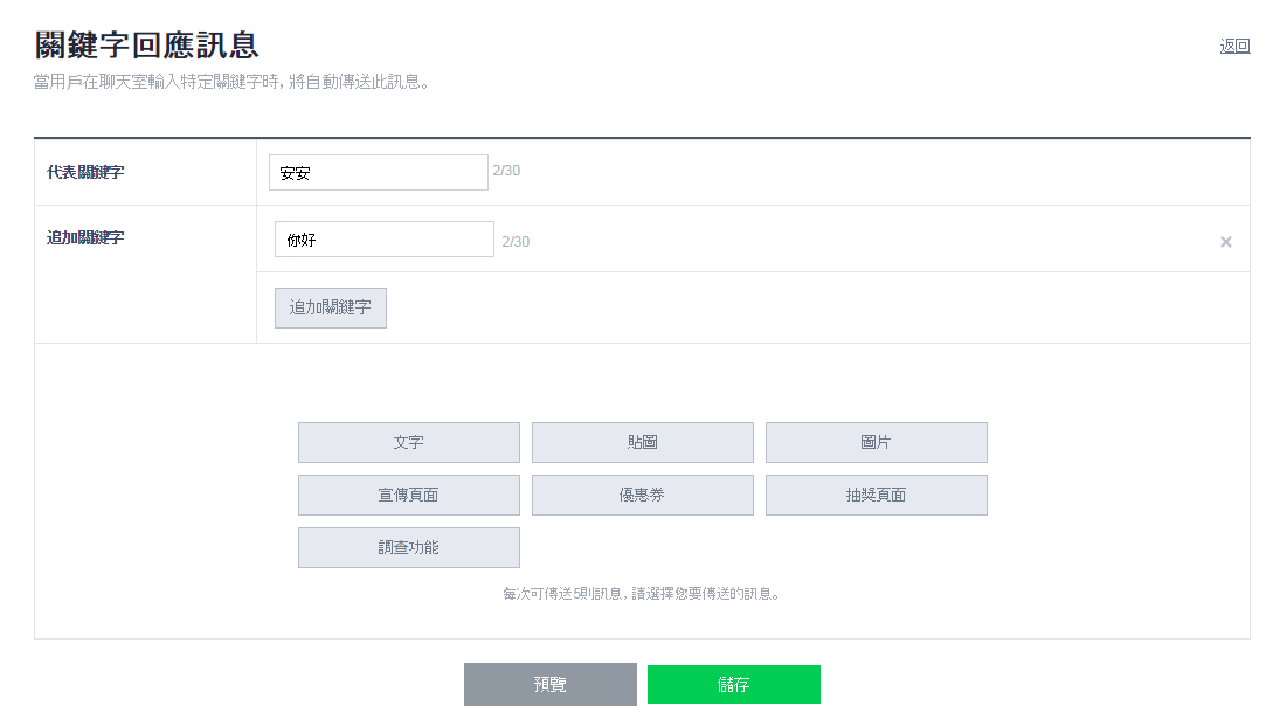 關鍵字回應訊息
返回
當用戶在聊天室輸入特定關鍵字時, 將自動傳送此訊息。
代表關鍵字
安安
2/30
追加關鍵字
你好
2/30
x
追加關鍵字
文字
貼圖
圖片
宣傳頁面
優惠券
抽獎頁面
調查功能
每次可傳送5則訊息, 請選擇您要傳送的訊息。
預覽
儲存